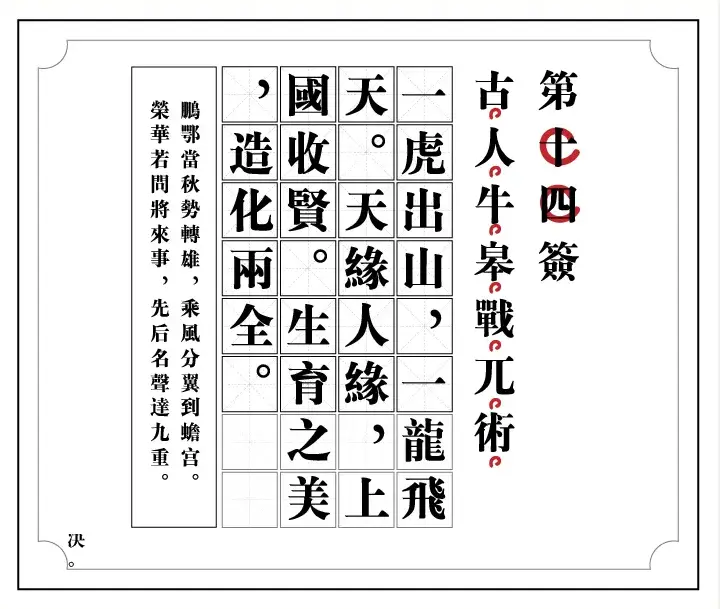 第十四簽
古人牛皋戰兀術
一虎出山，一龍飛
天。天緣人緣，上
國收賢。生育之美
，造化兩全。
鵬鄂當秋勢轉雄，乘風分翼到蟾宮。
榮華若問將來事，先后名聲達九重。
决。